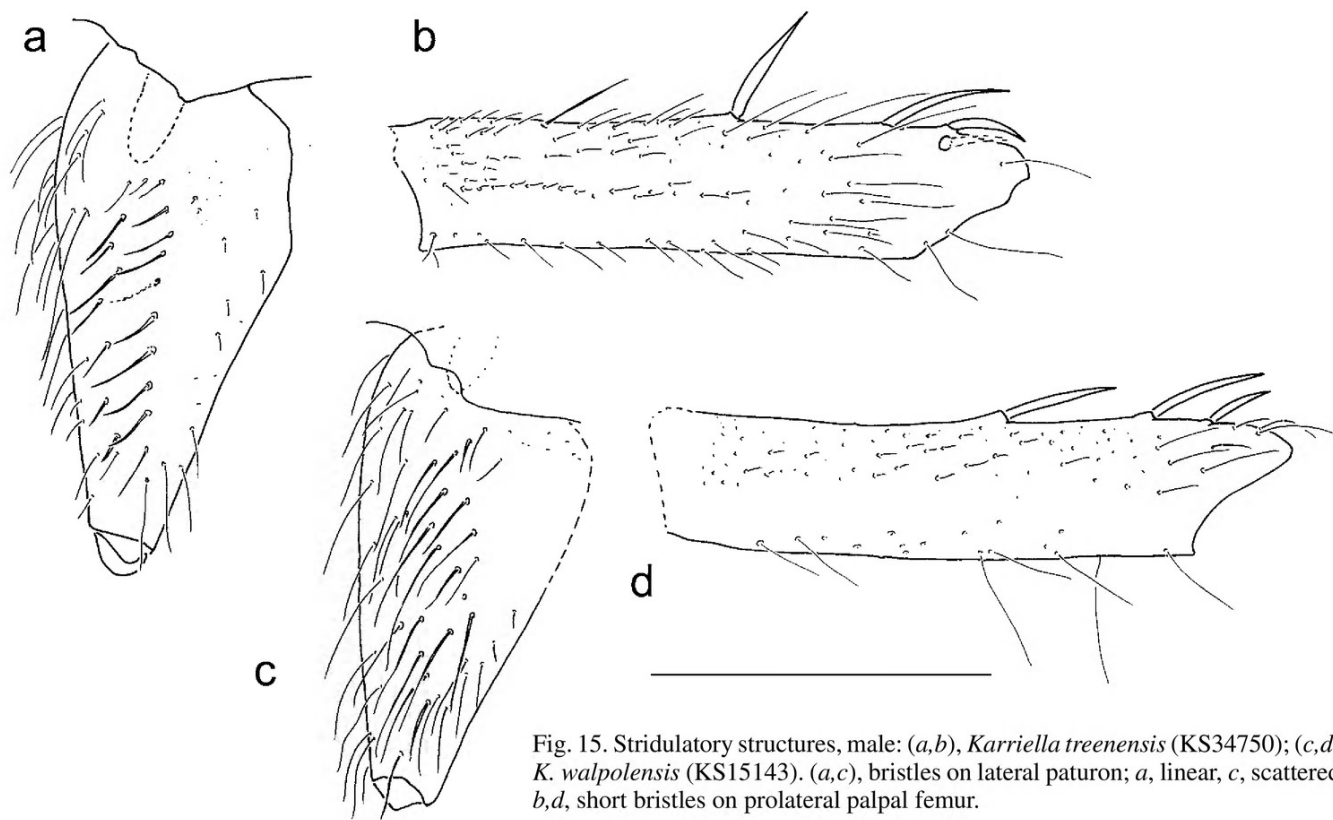 a
b
c
d
Fig. 15. Stridulatory structures, male: (a,b), Karriella treenensis (KS34750); (c,d
K. walpolensis (KS15143). (a,c), bristles on lateral paturon; a, linear, c, scattered
b,d, short bristles on prolateral palpal femur.